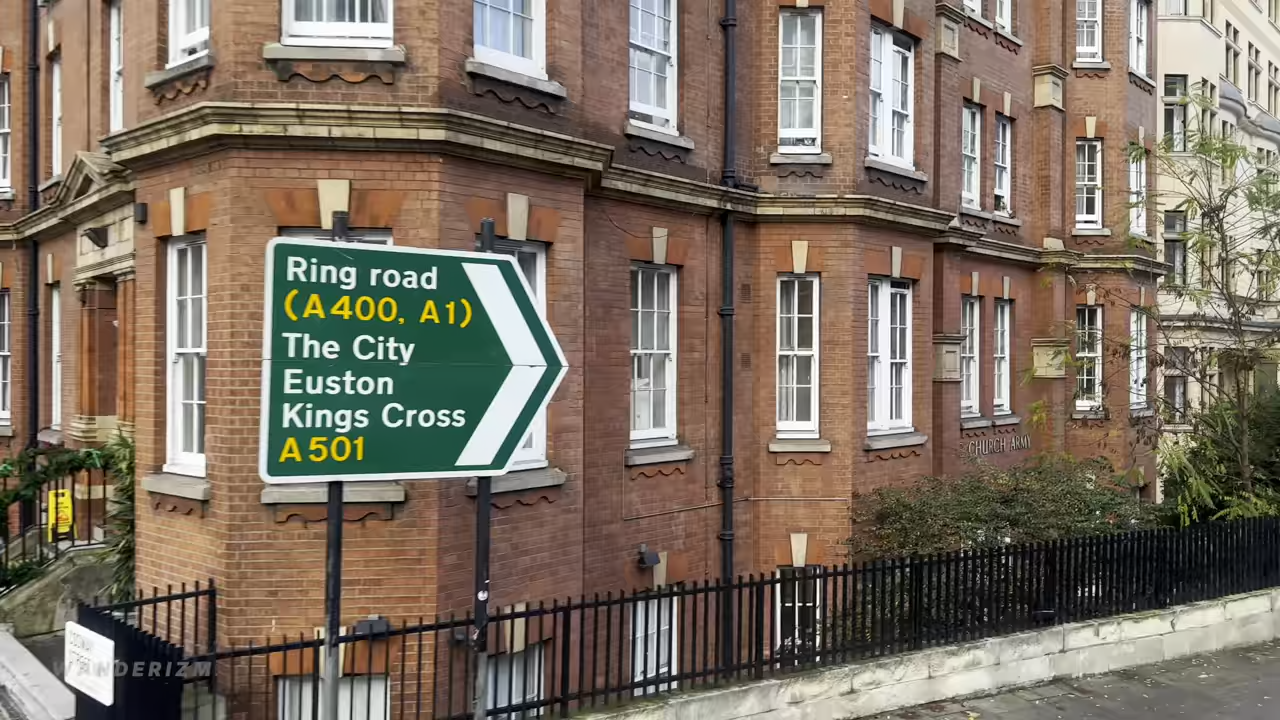 Ring road
(A400, A1)
The City
Euston
Kings Cross
A501
CHURCH ARMY
WANDERIZM